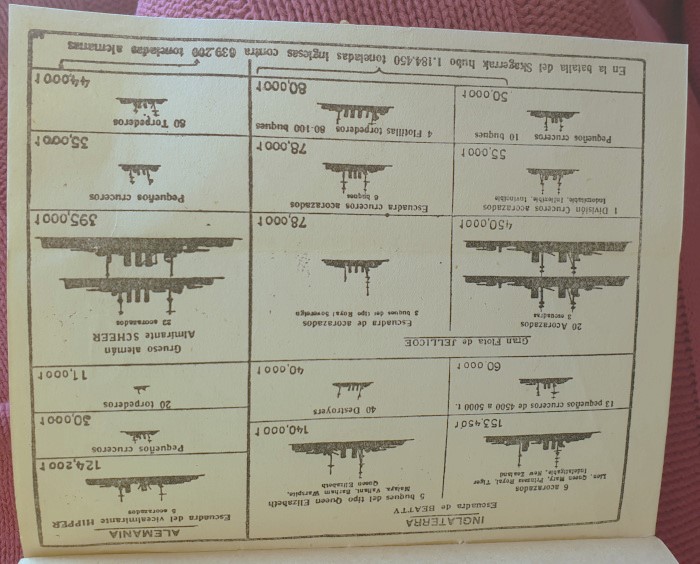 INGLATERRA
Escuadra de BEATTY
6 acorazados
Lion, Queen Mary, Princess Royal, Tiger
Indefatigable, New Zealand
153,450 t
5 buques del tipo Queen Elizabeth
Malaya, Valiant, Barham Warspite,
Queen Elizabeth
140,000 t
13 pequeños cruceros de 4500 a 5000 t.
60 000 t
40 Destroyers
40,000 t
Gran Flota de JELLICOE
20 Acorazados
3 escuadras
450,000 t
Escuadra de acorazados
3 buques del tipo Royal Sovereign
78,000 t
1 División Cruceros acorazados
Indomitable, Inflexible, Invincible
55,000 t
Escuadra cruceros acorazados
6 buques
78,000 t
Pequeños cruceros 10 buques
50,000 t
4 Flotillas torpederos 80-100 buques
80,000 t
ALEMANIA
Escuadra del vicealmirante HIPPER
5 acorazados
124,200 t
Pequeños cruceros
30,000 t
20 torpederos
11,000 t
Grueso alemán
Almirante SCHEER
22 acorazados
395,000 t
Pequeños cruceros
35,000 t
80 Torpederos
44,000 t
En la batalla del Skagerrak hubo 1.184.450 toneladas inglesas contra 639.200 toneladas alemanas